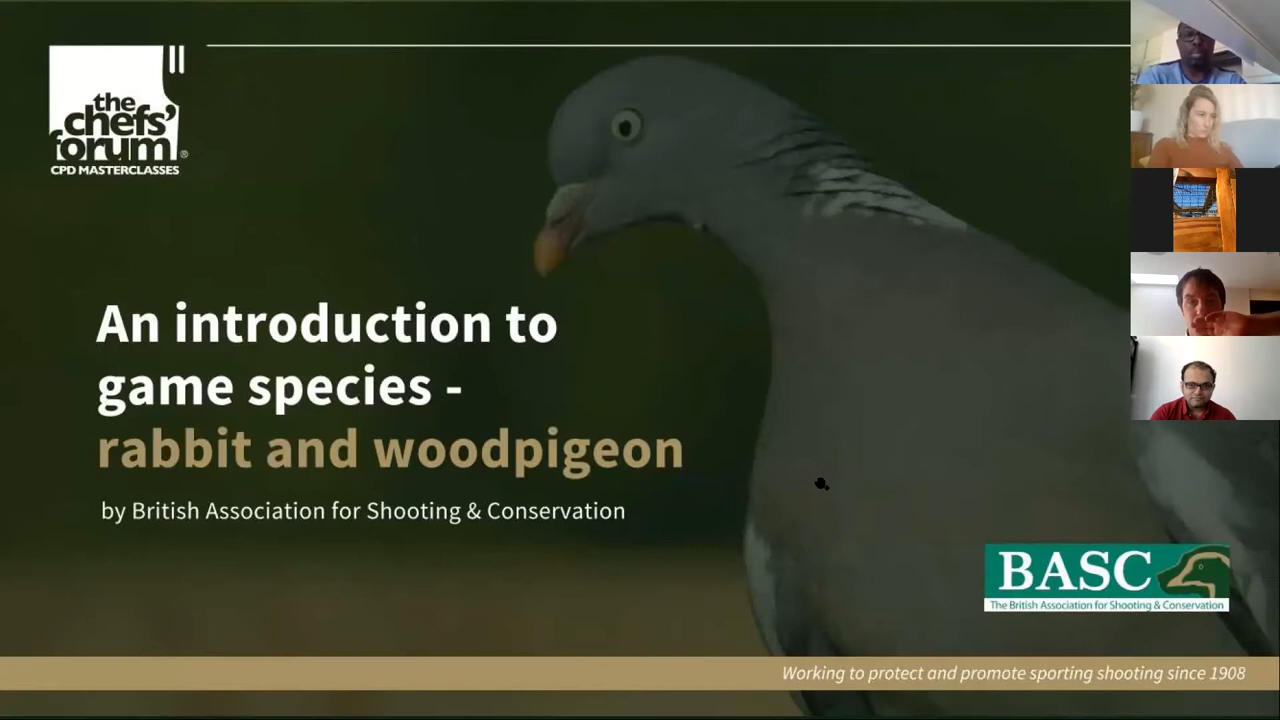 the
chefs'
forum®
CPD MASTERCLASSES
An introduction to
game species -
rabbit and woodpigeon
by British Association for Shooting & Conservation
BASC
The British Association for Shooting & Conservation
Working to protect and promote sporting shooting since 1908